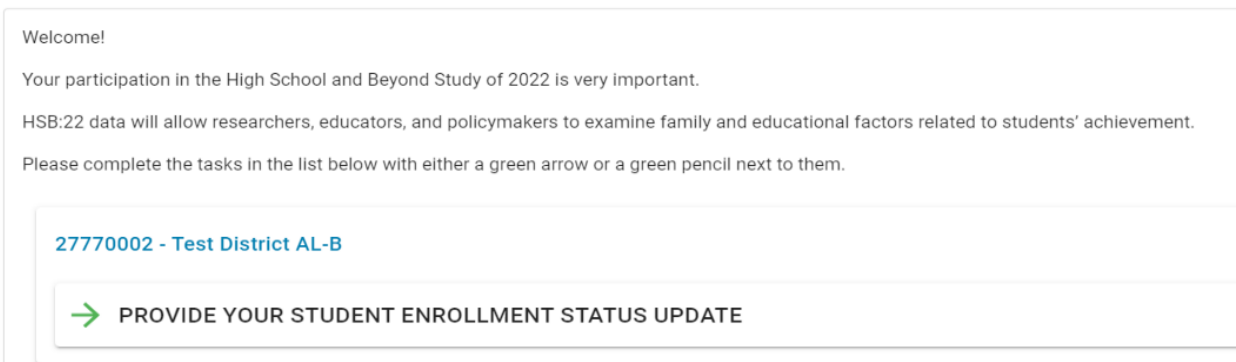 Welcome!
Your participation in the High School and Beyond Study of 2022 is very important.
HSB:22 data will allow researchers, educators, and policymakers to examine family and educational factors related to students' achievement.
Please complete the tasks in the list below with either a green arrow or a green pencil next to them.
27770002 - Test District AL-B
PROVIDE YOUR STUDENT ENROLLMENT STATUS UPDATE